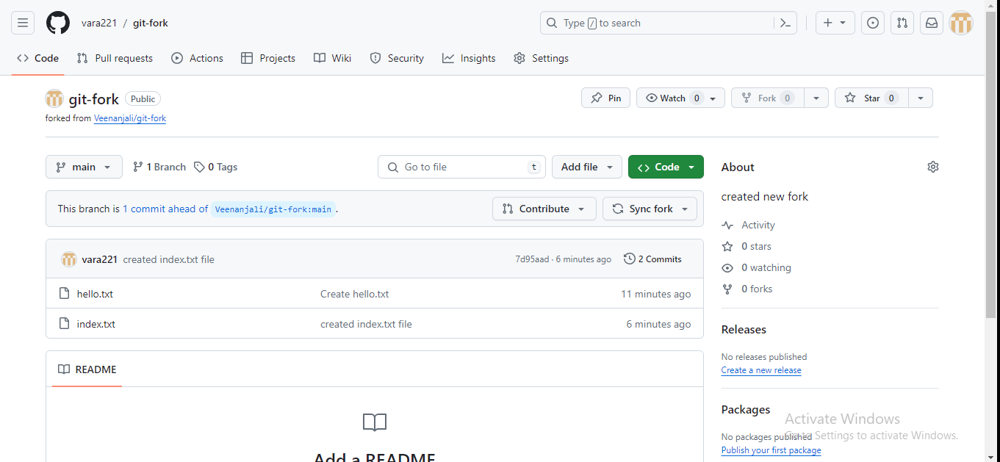 vara221 / git-fork
Type / to search
Code Pull requests Actions Projects Wiki Security Insights Settings
git-fork Public
Pin Watch 0 Fork 0 Star 0
forked from Veenanjali/git-fork
main 1 Branch 0 Tags Go to file t Add file Code
This branch is 1 commit ahead of Veenanjali/git-fork:main .
Contribute Sync fork
vara221 created index.txt file 7d95aad · 6 minutes ago 2 Commits
hello.txt Create hello.txt 11 minutes ago
index.txt created index.txt file 6 minutes ago
README
Add a README
About
created new fork
Activity
0 stars
0 watching
0 forks
Releases
No releases published
Create a new release
Packages
No packages published
Publish your first package
Activate Windows
Go to Settings to activate Windows.